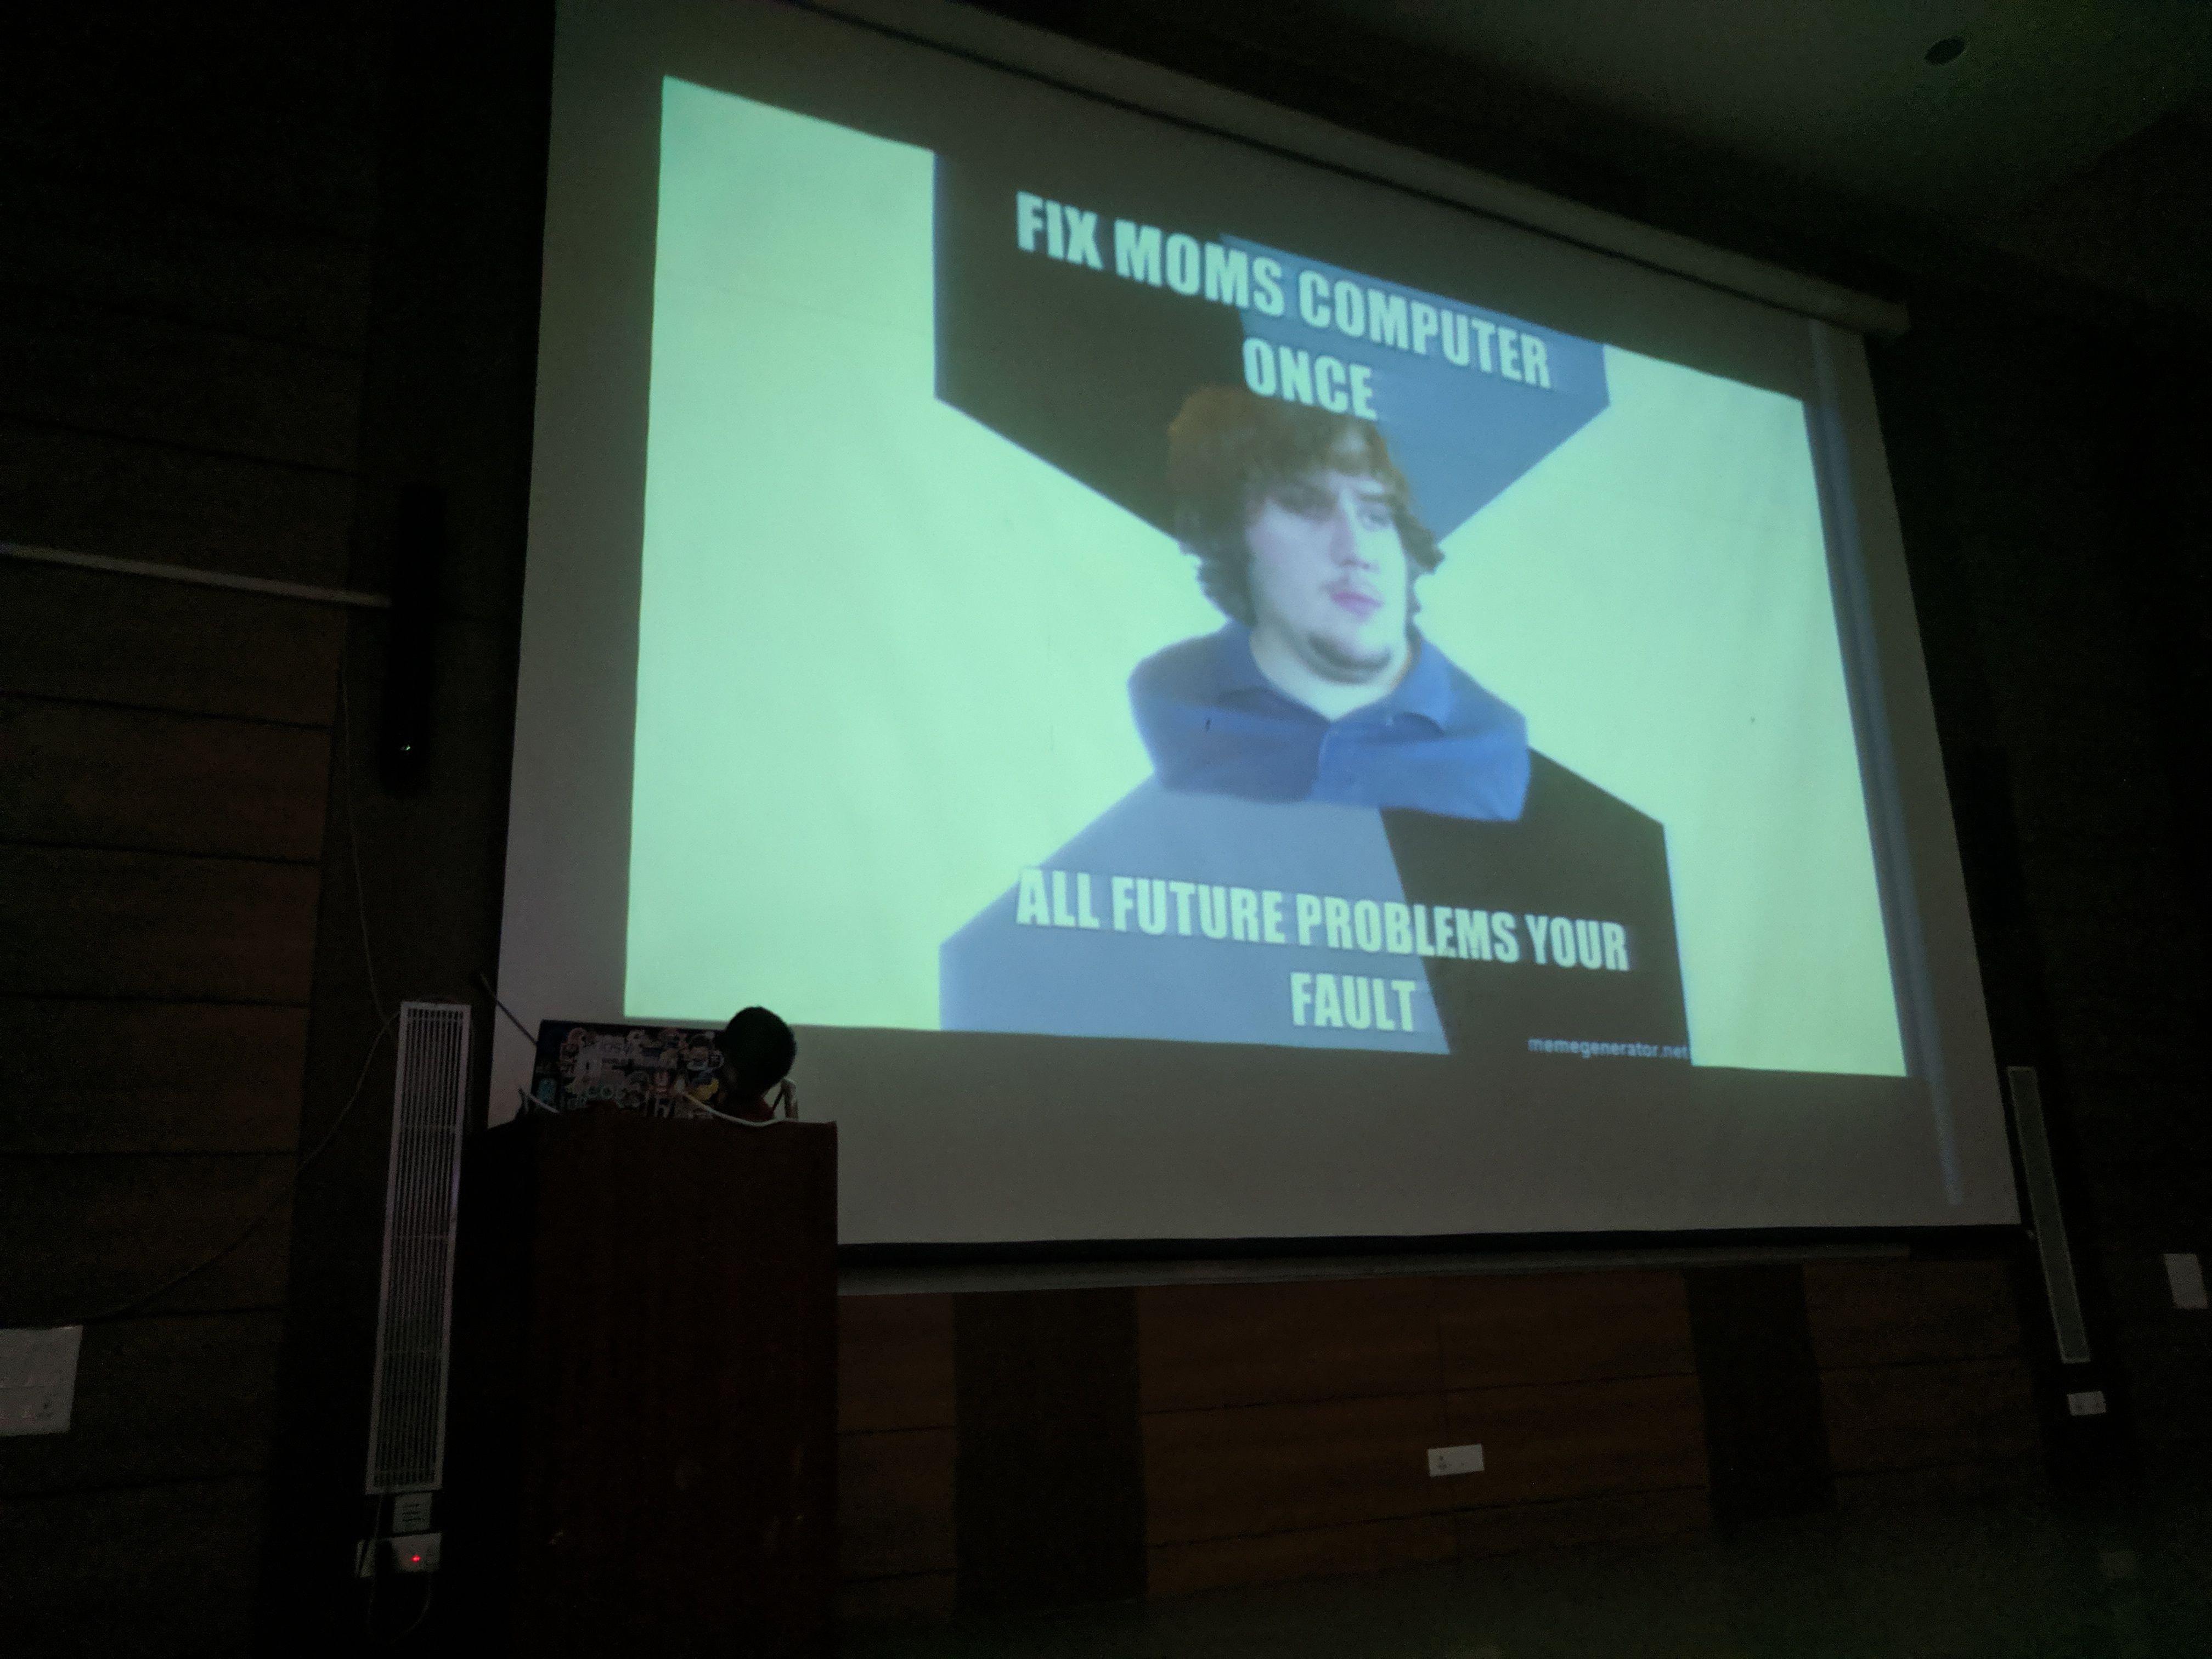 FIX MOMS COMPUTER
ONCE
ALL FUTURE PROBLEMS YOUR
FAULT
memegenerator.net